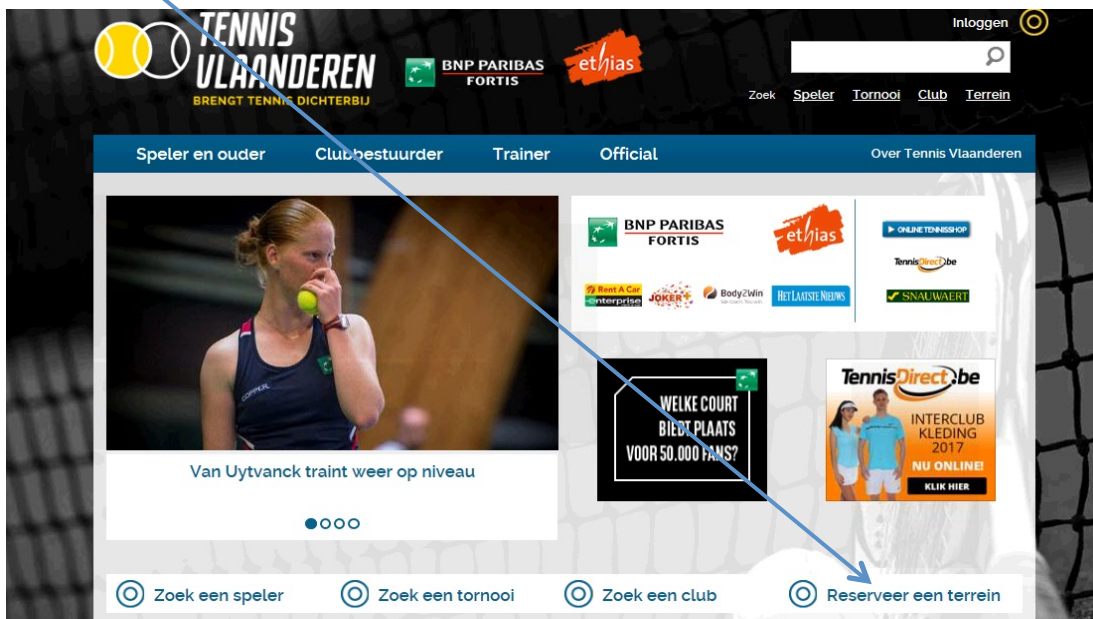 TENNIS
VLAANDEREN
BRENGT TENNIS DICHTERBIJ
BNP PARIBAS
FORTIS
ethias
Inloggen
Zoek Speler Tornooi Club Terrein
Speler en ouder Clubbestuurder Trainer Official Over Tennis Vlaanderen
BNP PARIBAS
FORTIS
ethias
ONLINE TENNISSHOP
TennisDirect.be
Rent A Car
enterprise
JOKER
Body2Win
HET LAATSTE NIEUWS
SNAUWAERT
Van Uytvanck traint weer op niveau
WELKE COURT
BIEDT PLAATS
VOOR 50.000 FANS?
TennisDirect.be
INTERCLUB
KLEDING
2017
NU ONLINE!
KLIK HIER
Zoek een speler Zoek een tornooi Zoek een club Reserveer een terrein